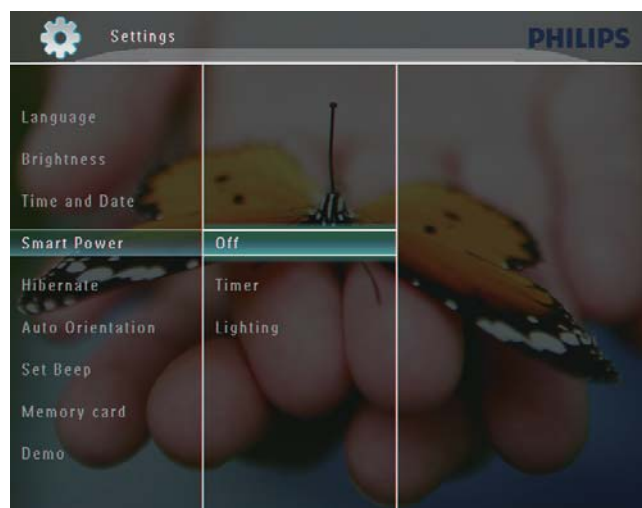 Settings
PHILIPS
Language
Brightness
Time and Date
Smart Power
Hibernate
Auto Orientation
Set Beep
Memory card
Demo
Off
Timer
Lighting